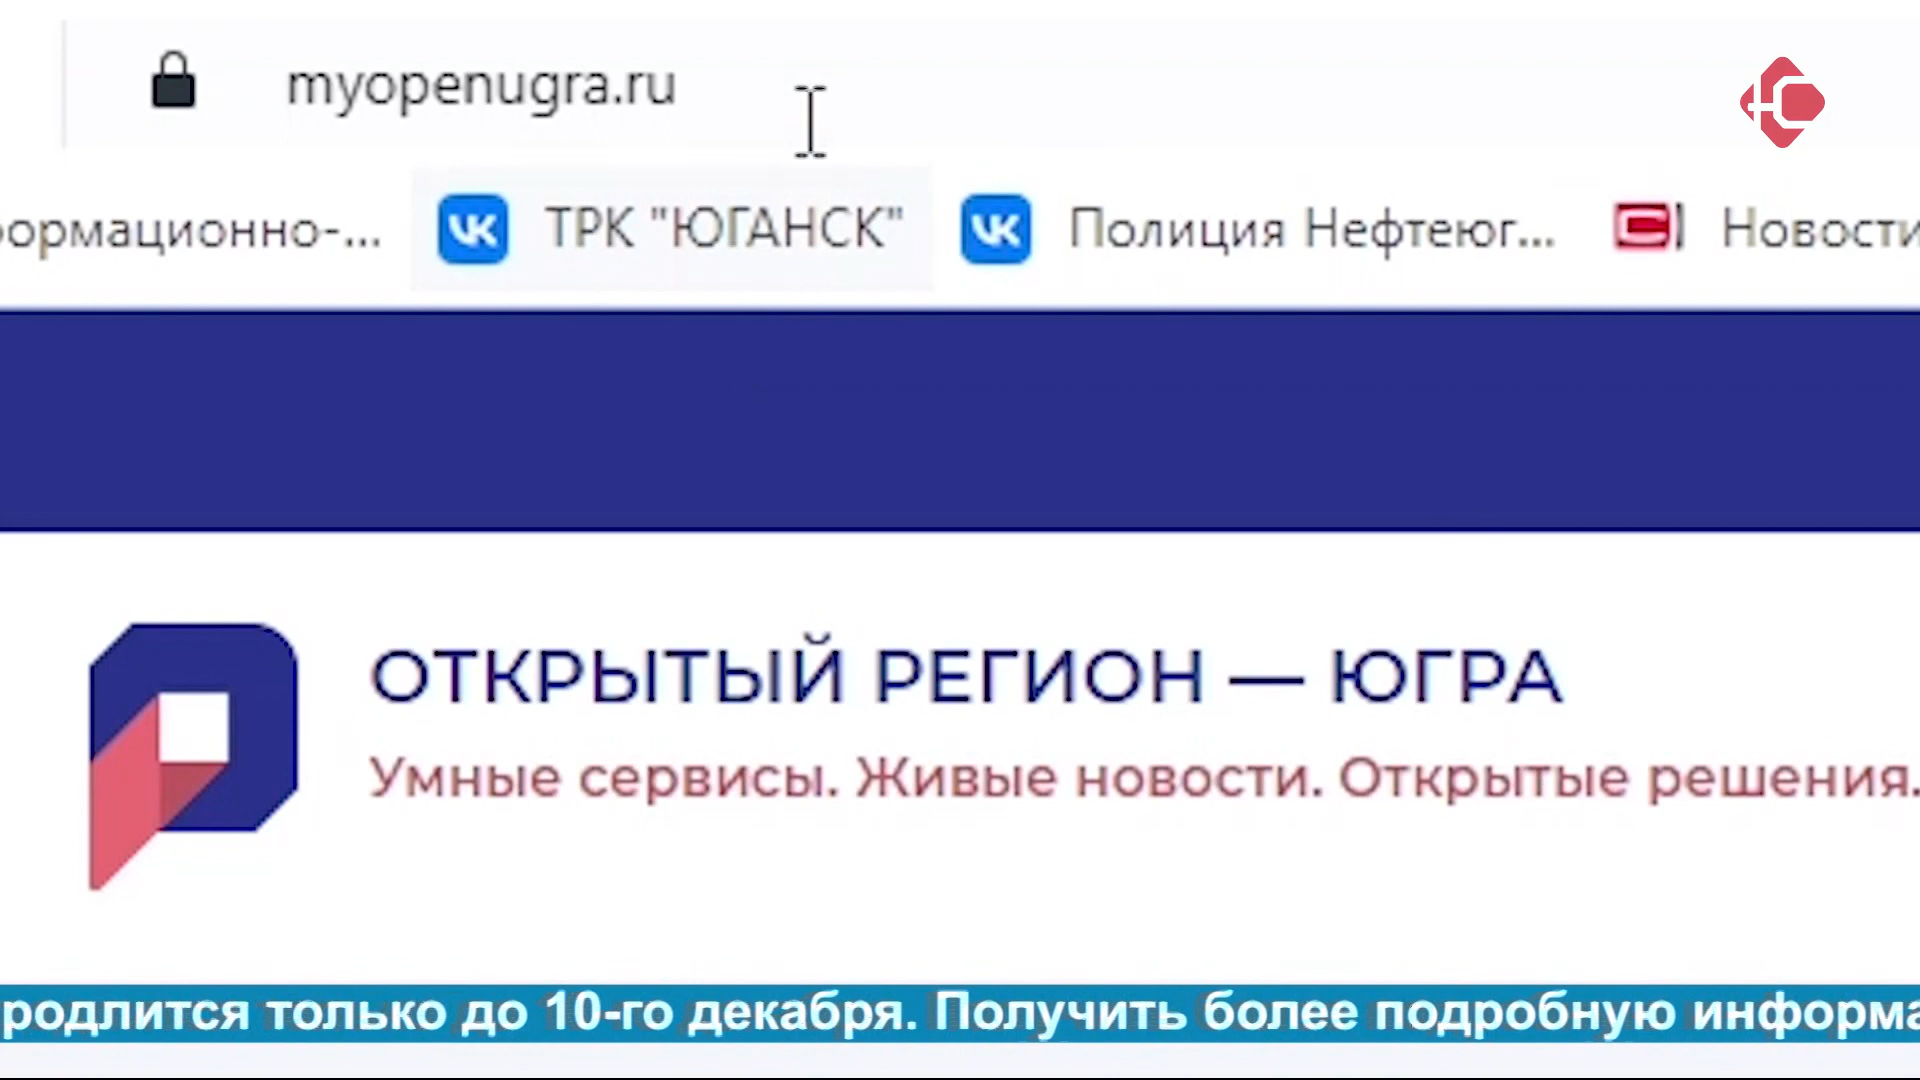 myopenugra.ru
ормационно-...
ТРК "ЮГАНСК"
Полиция Нефтеюг...
Новости
ОТКРЫТЫЙ РЕГИОН — ЮГРА
Умные сервисы. Живые новости. Открытые решения.
родлится только до 10-го декабря. Получить более подробную информа